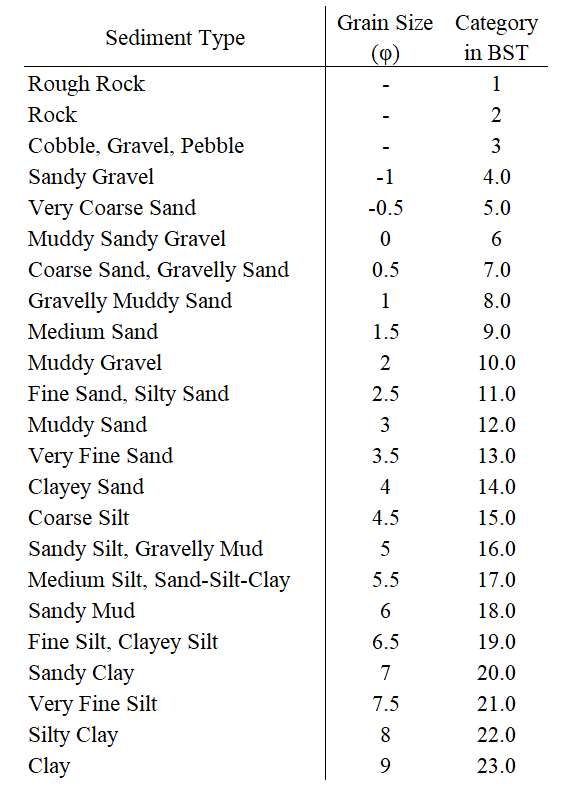 Sediment Type Grain Size (φ) Category in BST
Rough Rock - 1
Rock - 2
Cobble, Gravel, Pebble - 3
Sandy Gravel -1 4.0
Very Coarse Sand -0.5 5.0
Muddy Sandy Gravel 0 6
Coarse Sand, Gravelly Sand 0.5 7.0
Gravelly Muddy Sand 1 8.0
Medium Sand 1.5 9.0
Muddy Gravel 2 10.0
Fine Sand, Silty Sand 2.5 11.0
Muddy Sand 3 12.0
Very Fine Sand 3.5 13.0
Clayey Sand 4 14.0
Coarse Silt 4.5 15.0
Sandy Silt, Gravelly Mud 5 16.0
Medium Silt, Sand-Silt-Clay 5.5 17.0
Sandy Mud 6 18.0
Fine Silt, Clayey Silt 6.5 19.0
Sandy Clay 7 20.0
Very Fine Silt 7.5 21.0
Silty Clay 8 22.0
Clay 9 23.0